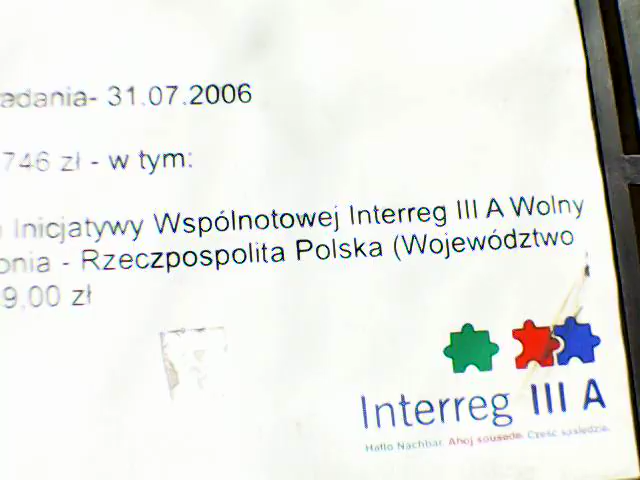 adania- 31.07.2006
746 zł - w tym:
Inicjatywy Wspólnotowej Interreg III A Wolny
onia - Rzeczpospolita Polska (Województwo
9,00 zł
Interreg III A
Hallo Nachbar. Ahoj sousede. Cześć sąsiedzie.